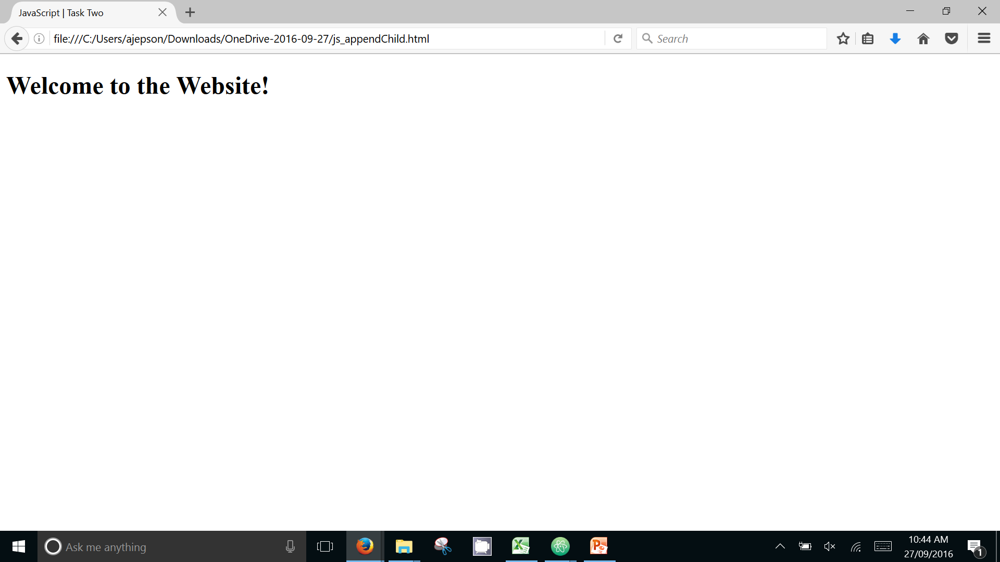 JavaScript | Task Two
file:///C:/Users/ajepson/Downloads/OneDrive-2016-09-27/js_appendChild.html
Search
Welcome to the Website!
Ask me anything
10:44 AM
27/09/2016
1